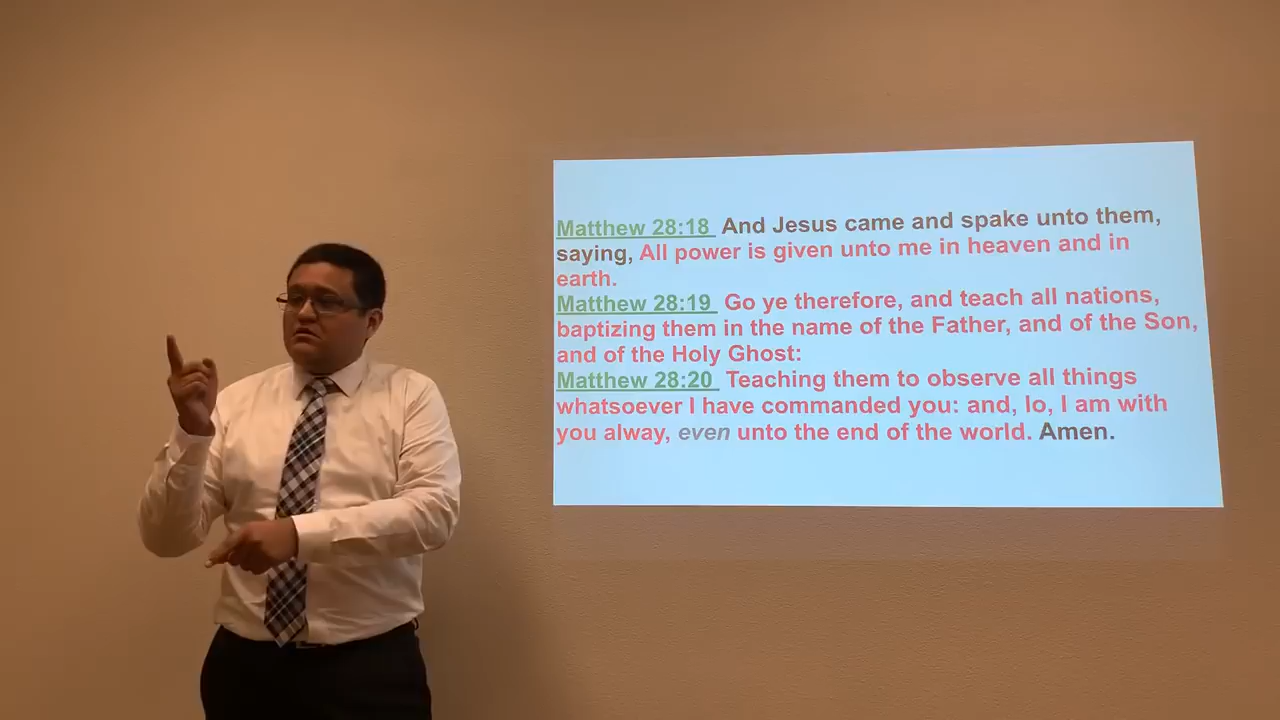 Matthew 28:18 And Jesus came and spake unto them,
saying, All power is given unto me in heaven and in
earth.
Matthew 28:19 Go ye therefore, and teach all nations,
baptizing them in the name of the Father, and of the Son,
and of the Holy Ghost:
Matthew 28:20 Teaching them to observe all things
whatsoever I have commanded you: and, lo, I am with
you alway, even unto the end of the world. Amen.